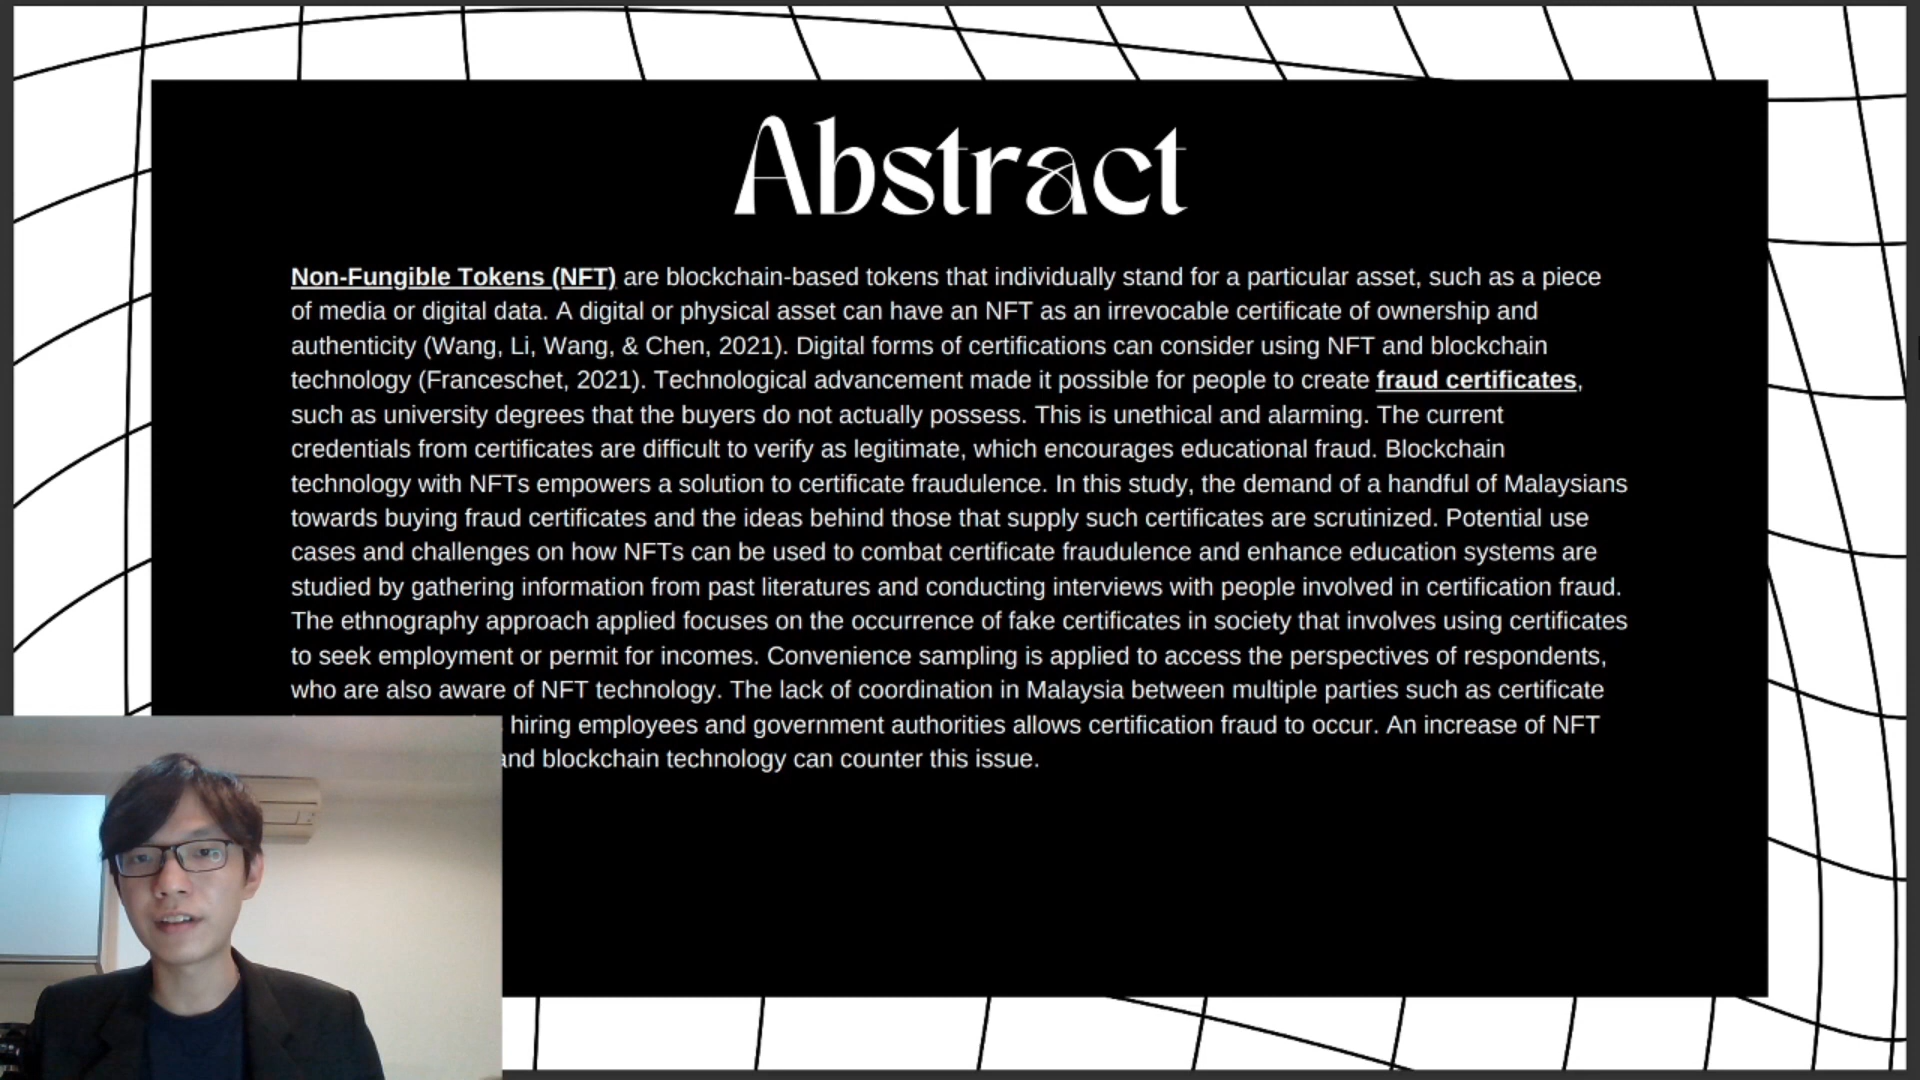 Abstract
Non-Fungible Tokens (NFT) are blockchain-based tokens that individually stand for a particular asset, such as a piece
of media or digital data. A digital or physical asset can have an NFT as an irrevocable certificate of ownership and
authenticity (Wang, Li, Wang, & Chen, 2021). Digital forms of certifications can consider using NFT and blockchain
technology (Franceschet, 2021). Technological advancement made it possible for people to create fraud certificates,
such as university degrees that the buyers do not actually possess. This is unethical and alarming. The current
credentials from certificates are difficult to verify as legitimate, which encourages educational fraud. Blockchain
technology with NFTs empowers a solution to certificate fraudulence. In this study, the demand of a handful of Malaysians
towards buying fraud certificates and the ideas behind those that supply such certificates are scrutinized. Potential use
cases and challenges on how NFTs can be used to combat certificate fraudulence and enhance education systems are
studied by gathering information from past literatures and conducting interviews with people involved in certification fraud.
The ethnography approach applied focuses on the occurrence of fake certificates in society that involves using certificates
to seek employment or permit for incomes. Convenience sampling is applied to access the perspectives of respondents,
who are also aware of NFT technology. The lack of coordination in Malaysia between multiple parties such as certificate
hiring employees and government authorities allows certification fraud to occur. An increase of NFT
and blockchain technology can counter this issue.